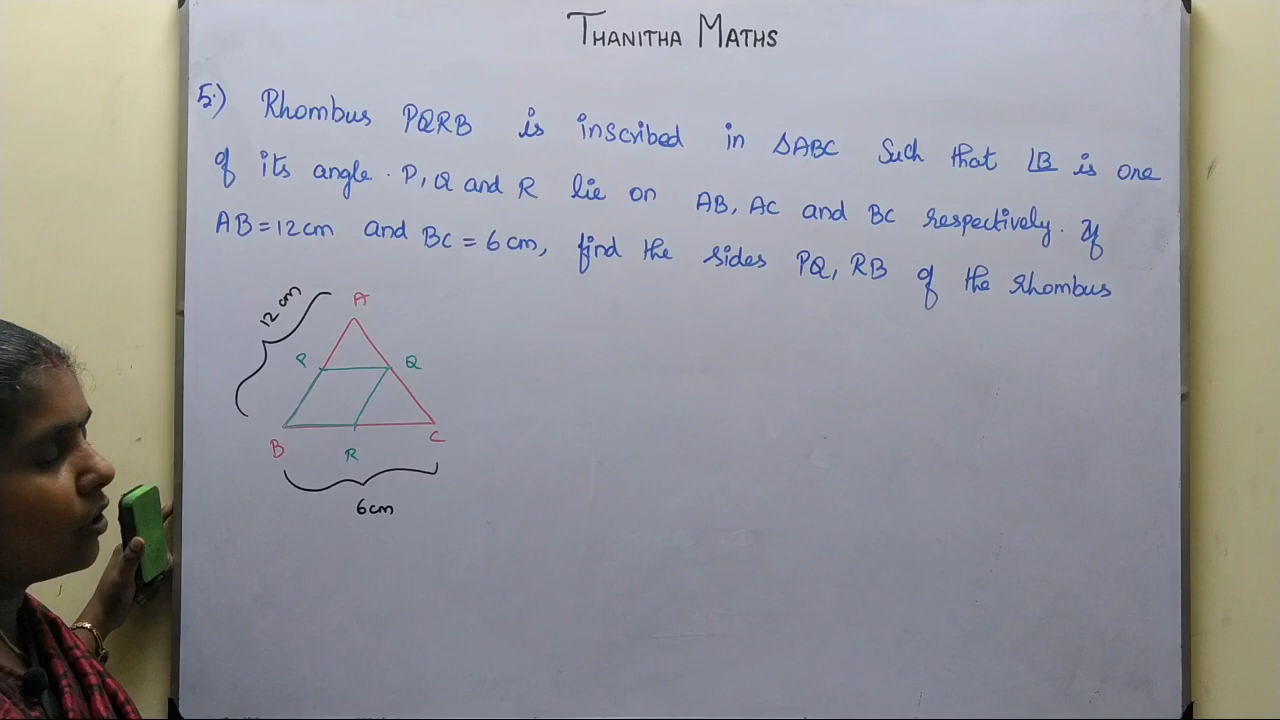 THANITHA MATHS
5.) Rhombus PQRB is inscribed in ΔABC Such that ∠B is one
of its angle. P, Q and R lie on AB, AC and BC respectively. If
AB = 12cm and BC = 6cm, find the sides PQ, RB of the rhombus
12 cm
A
P
Q
B
R
C
6cm